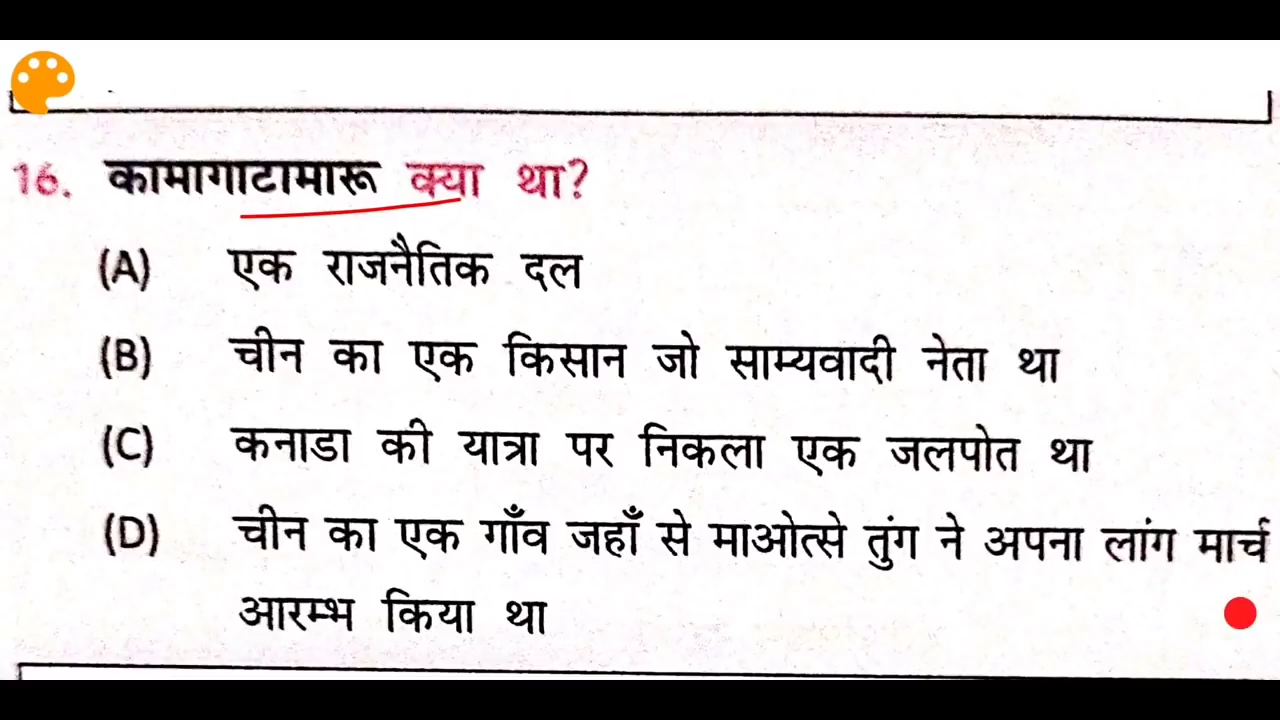 16. कामागाटामारू क्या था?
(A) एक राजनैतिक दल
(B) चीन का एक किसान जो साम्यवादी नेता था
(C) कनाडा की यात्रा पर निकला एक जलपोत था
(D) चीन का एक गाँव जहाँ से माओत्से तुंग ने अपना लांग मार्च
आरम्भ किया था